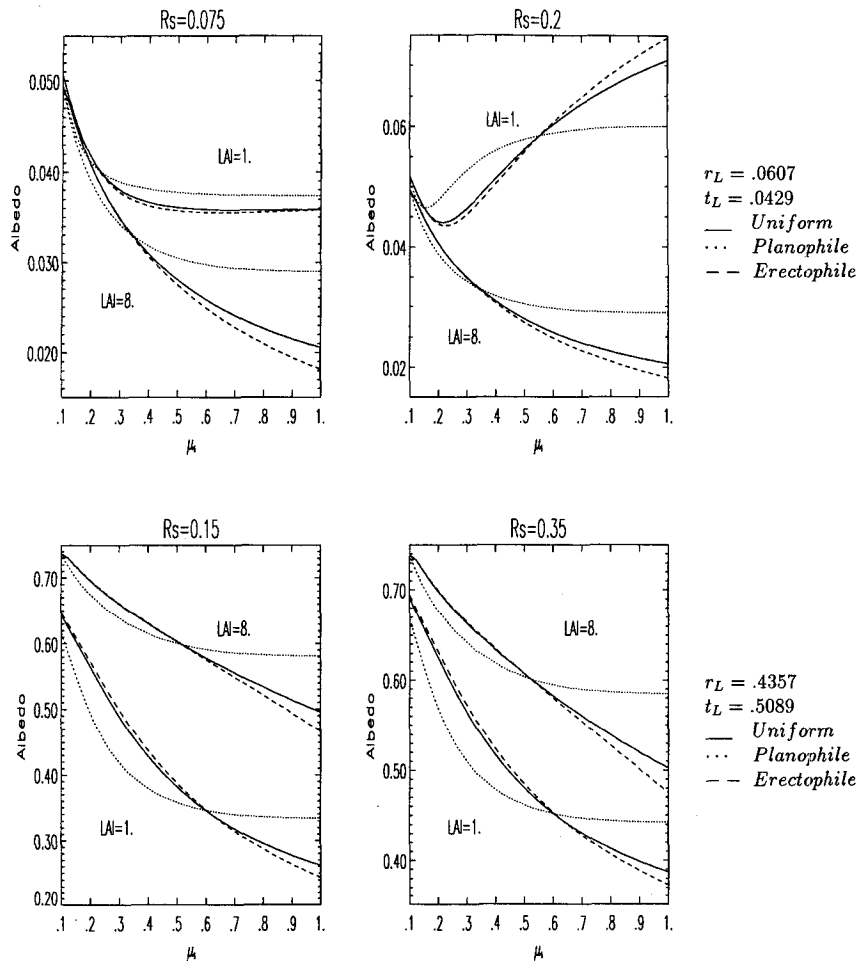 Rs=0.075
0.050
0.040
0.030
0.020
Albedo
LAI=1.
LAI=8.
.1 .2 .3 .4 .5 .6 .7 .8 .9 1.
μ
Rs=0.2
0.06
0.04
0.02
Albedo
LAI=1.
LAI=8.
.1 .2 .3 .4 .5 .6 .7 .8 .9 1.
μ
r_L = .0607
t_L = .0429
Uniform
Planophile
Erectophile
Rs=0.15
0.70
0.60
0.50
0.40
0.30
0.20
Albedo
LAI=8.
LAI=1.
.1 .2 .3 .4 .5 .6 .7 .8 .9 1.
μ
Rs=0.35
0.70
0.60
0.50
0.40
Albedo
LAI=8.
LAI=1.
.1 .2 .3 .4 .5 .6 .7 .8 .9 1.
μ
r_L = .4357
t_L = .5089
Uniform
Planophile
Erectophile